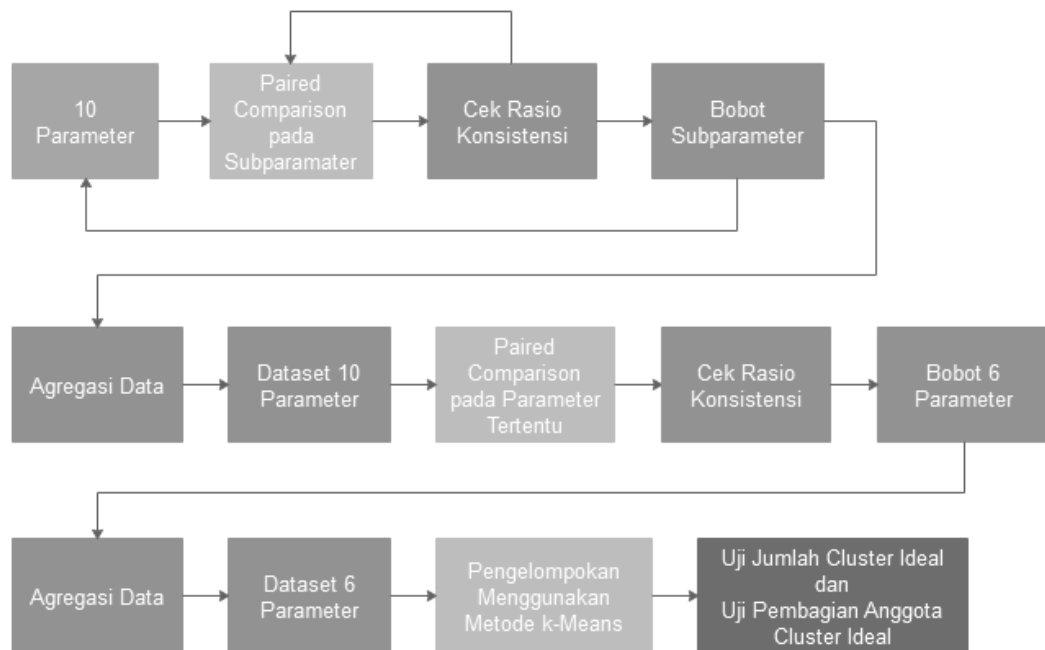 10
Parameter
Paired
Comparison
pada
Subparamater
Cek Rasio
Konsistensi
Bobot
Subparameter
Agregasi Data
Dataset 10
Parameter
Paired
Comparison
pada Parameter
Tertentu
Cek Rasio
Konsistensi
Bobot 6
Parameter
Agregasi Data
Dataset 6
Parameter
Pengelompokan
Menggunakan
Metode k-Means
Uji Jumlah Cluster Ideal
dan
Uji Pembagian Anggota
Cluster Ideal